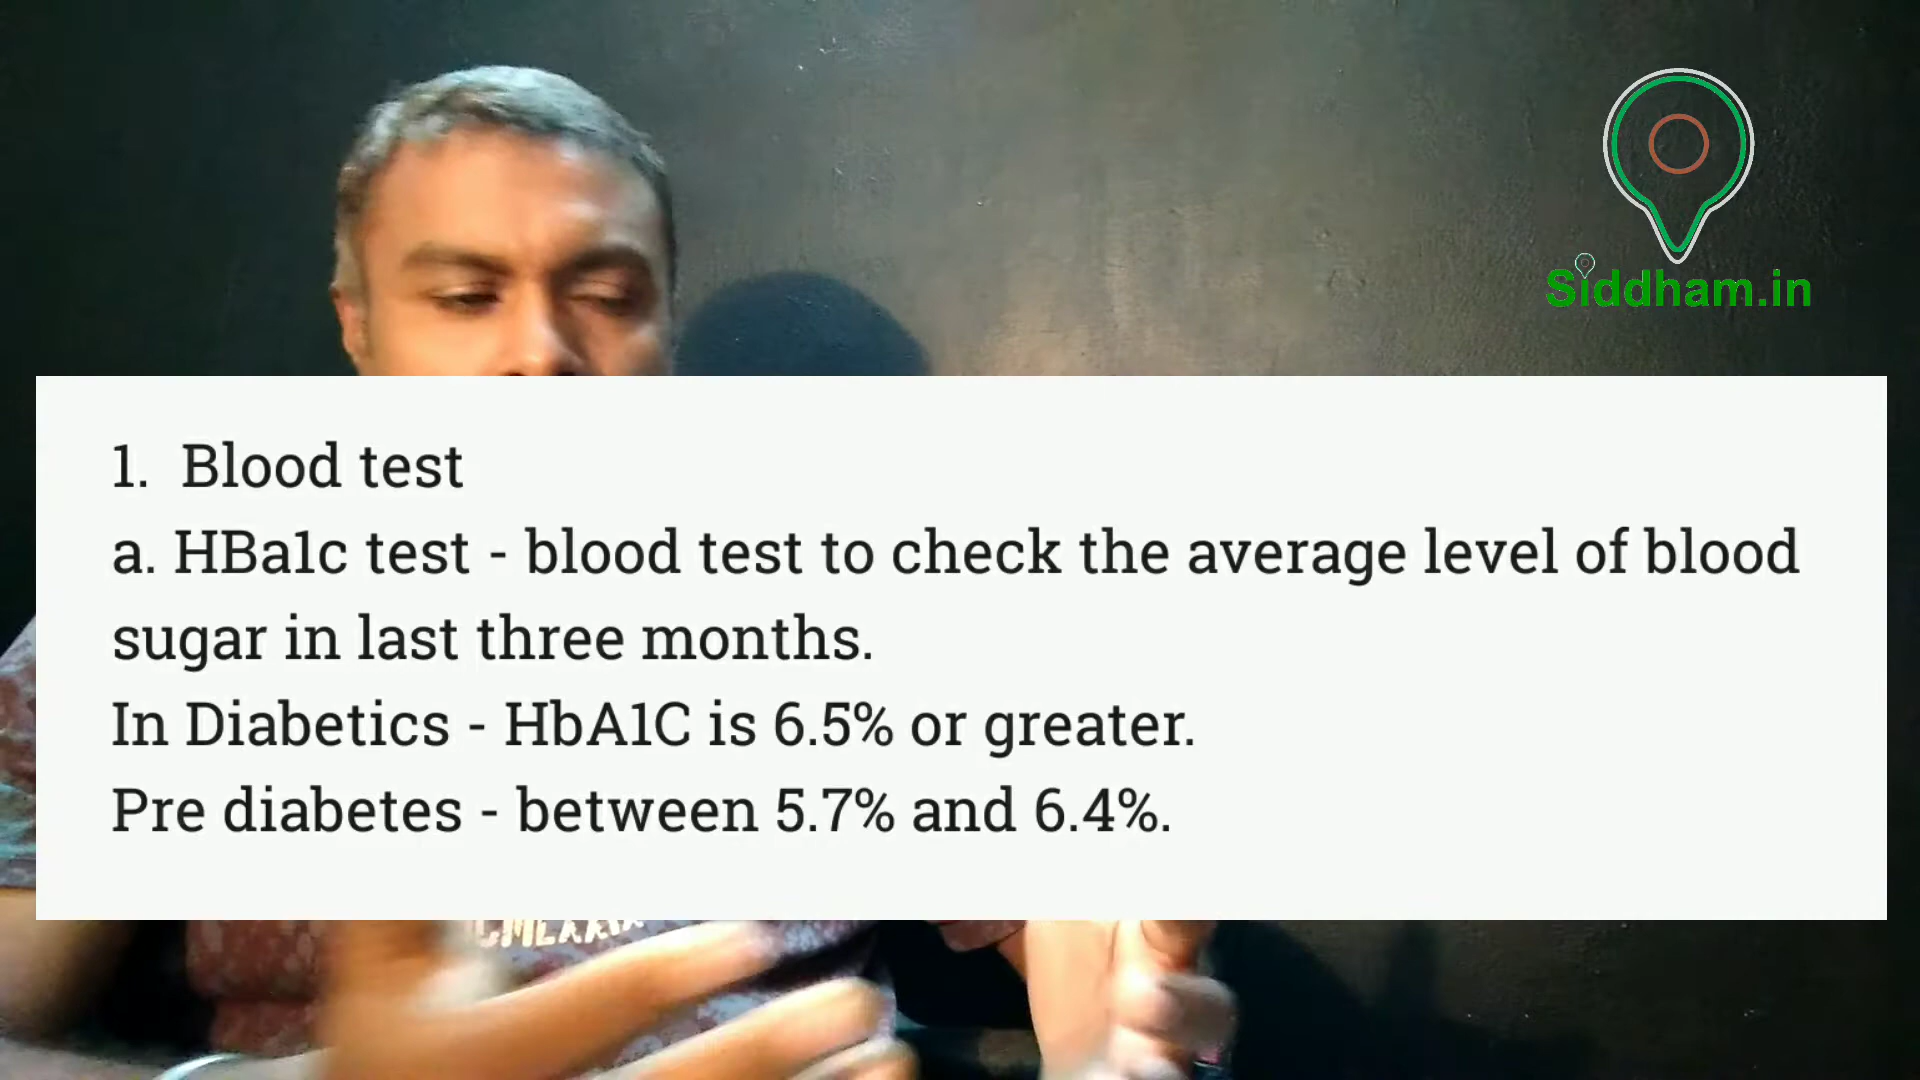 Siddham.in
1. Blood test
a. HBa1c test - blood test to check the average level of blood
sugar in last three months.
In Diabetics - HbA1C is 6.5% or greater.
Pre diabetes - between 5.7% and 6.4%.